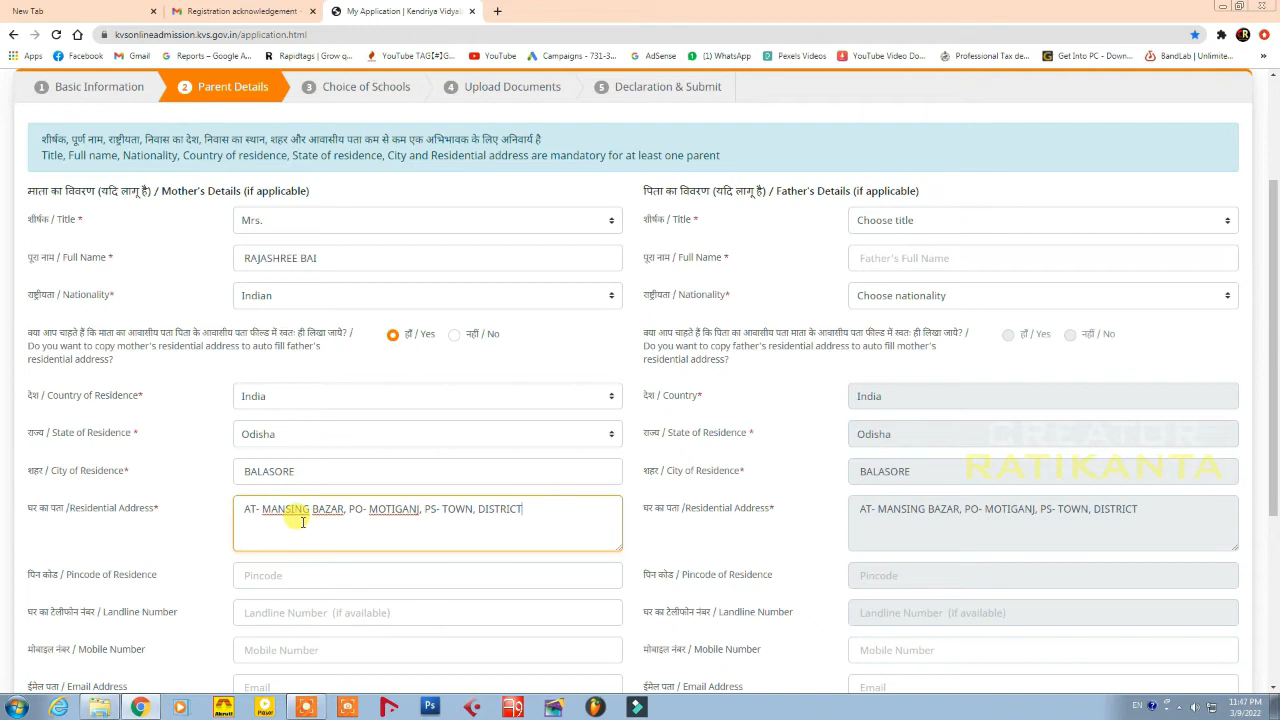 New Tab
Registration acknowledgement -
My Application | Kendriya Vidyal
kvsonlineadmission.kvs.gov.in/application.html
Apps Facebook Gmail Reports – Google A... Rapidtags | Grow q... YouTube TAG[#]G... YouTube Campaigns - 731-3... AdSense (1) WhatsApp Pexels Videos YouTube Video Do... Professional Tax de... Get Into PC - Down... BandLab | Unlimite...
1 Basic Information 2 Parent Details 3 Choice of Schools 4 Upload Documents 5 Declaration & Submit
शीर्षक, पूर्ण नाम, राष्ट्रीयता, निवास का देश, निवास का स्थान, शहर और आवासीय पता कम से कम एक अभिभावक के लिए अनिवार्य है
Title, Full name, Nationality, Country of residence, State of residence, City and Residential address are mandatory for at least one parent
माता का विवरण (यदि लागू है) / Mother's Details (if applicable)
पिता का विवरण (यदि लागू है) / Father's Details (if applicable)
शीर्षक / Title * Mrs.
शीर्षक / Title * Choose title
पूरा नाम / Full Name * RAJASHREE BAI
पूरा नाम / Full Name * Father's Full Name
राष्ट्रीयता / Nationality* Indian
राष्ट्रीयता / Nationality* Choose nationality
क्या आप चाहते हैं कि माता का आवासीय पता पिता के आवासीय पता फील्ड में स्वतः ही लिखा जाये? /
Do you want to copy mother's residential address to auto fill father's
residential address?
हाँ / Yes नहीं / No
क्या आप चाहते हैं कि पिता का आवासीय पता माता के आवासीय पता फील्ड में स्वतः ही लिखा जाये? /
Do you want to copy father's residential address to auto fill mother's
residential address?
हाँ / Yes नहीं / No
देश / Country of Residence* India
देश / Country* India
राज्य / State of Residence * Odisha
राज्य / State of Residence * Odisha
शहर / City of Residence* BALASORE
शहर / City of Residence* BALASORE
CREATOR
RATIKANTA
घर का पता /Residential Address* AT- MANSING BAZAR, PO- MOTIGANJ, PS- TOWN, DISTRICT
घर का पता /Residential Address* AT- MANSING BAZAR, PO- MOTIGANJ, PS- TOWN, DISTRICT
पिन कोड / Pincode of Residence Pincode
पिन कोड / Pincode of Residence Pincode
घर का टेलीफोन नंबर / Landline Number Landline Number (if available)
घर का टेलीफोन नंबर / Landline Number Landline Number (if available)
मोबाइल नंबर / Mobile Number Mobile Number
मोबाइल नंबर / Mobile Number Mobile Number
ईमेल पता / Email Address Email
ईमेल पता / Email Address Email
EN
11:47 PM
3/9/2022